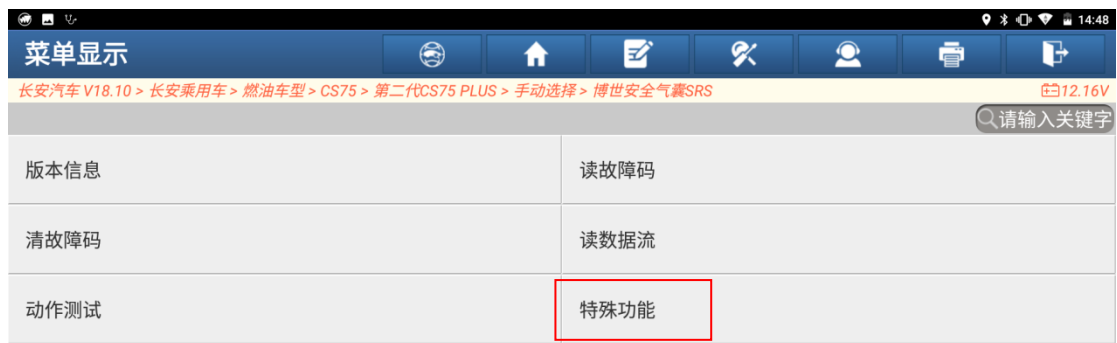 14:48
菜单显示
长安汽车 V18.10 > 长安乘用车 > 燃油车型 > CS75 > 第二代CS75 PLUS > 手动选择 > 博世安全气囊SRS 12.16V
请输入关键字
版本信息 读故障码
清故障码 读数据流
动作测试 特殊功能